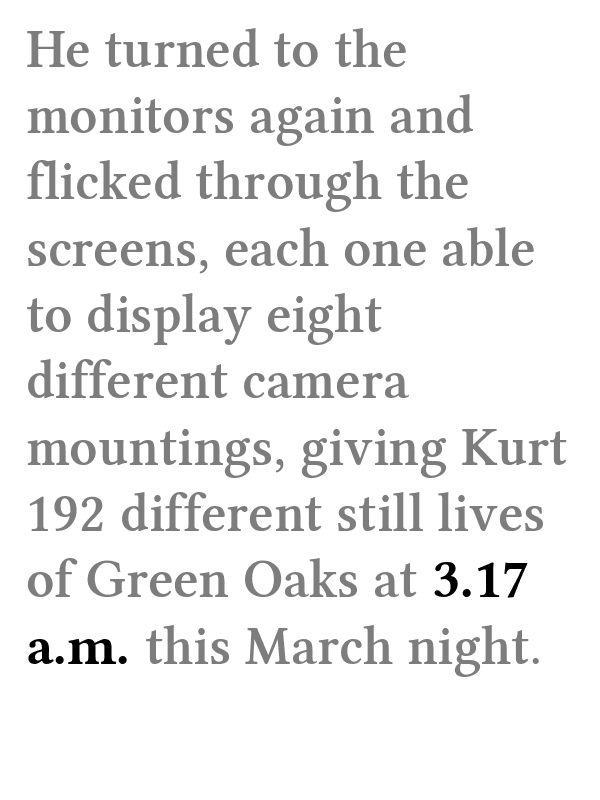 He turned to the
monitors again and
flicked through the
screens, each one able
to display eight
different camera
mountings, giving Kurt
192 different still lives
of Green Oaks at 3.17
a.m. this March night.